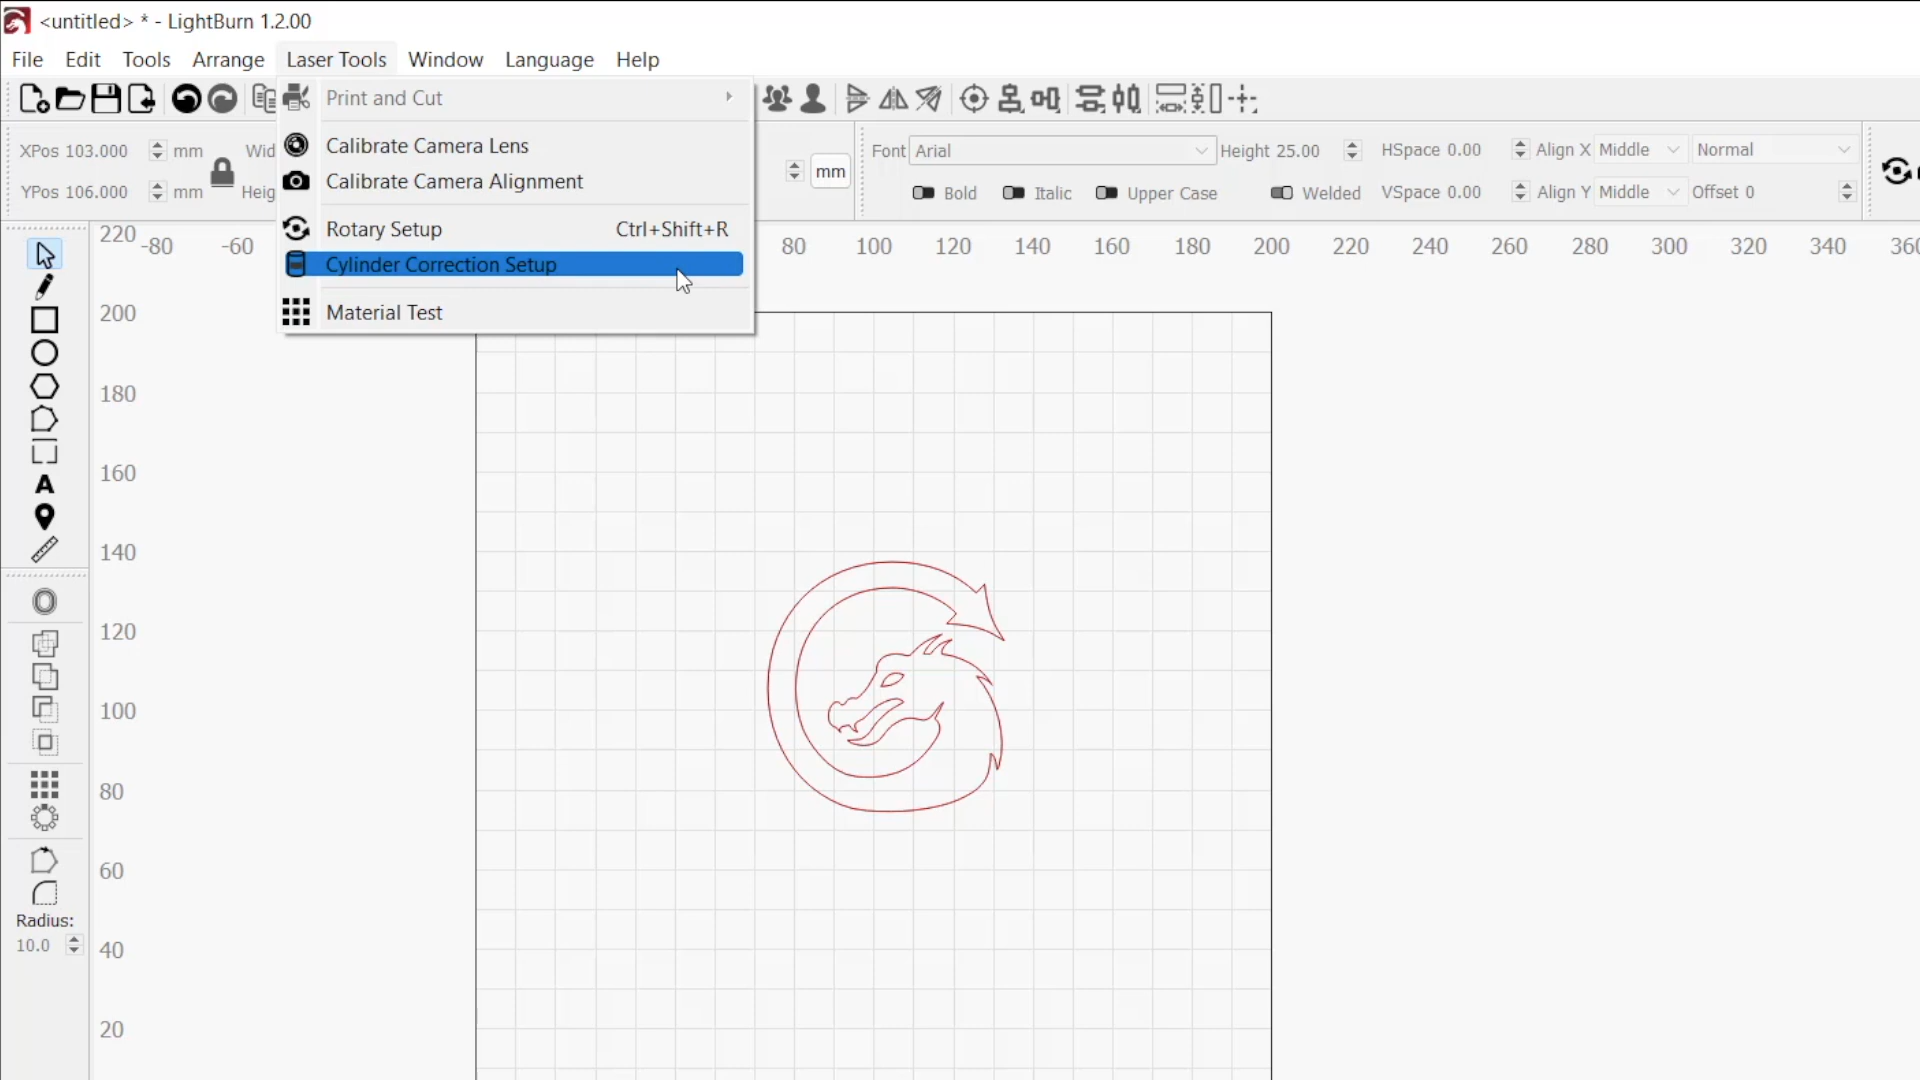 <untitled> * - LightBurn 1.2.00
File Edit Tools Arrange Laser Tools Window Language Help
Print and Cut
Calibrate Camera Lens
Calibrate Camera Alignment
Rotary Setup Ctrl+Shift+R
Cylinder Correction Setup
Material Test
XPos 103.000 mm Wid
YPos 106.000 mm Heig
mm
Font Arial Height 25.00 HSpace 0.00 Align X Middle Normal
Bold Italic Upper Case Welded VSpace 0.00 Align Y Middle Offset 0
-80 -60 80 100 120 140 160 180 200 220 240 260 280 300 320 340 360
220
200
180
160
140
120
100
80
60
40
20
A
Radius:
10.0